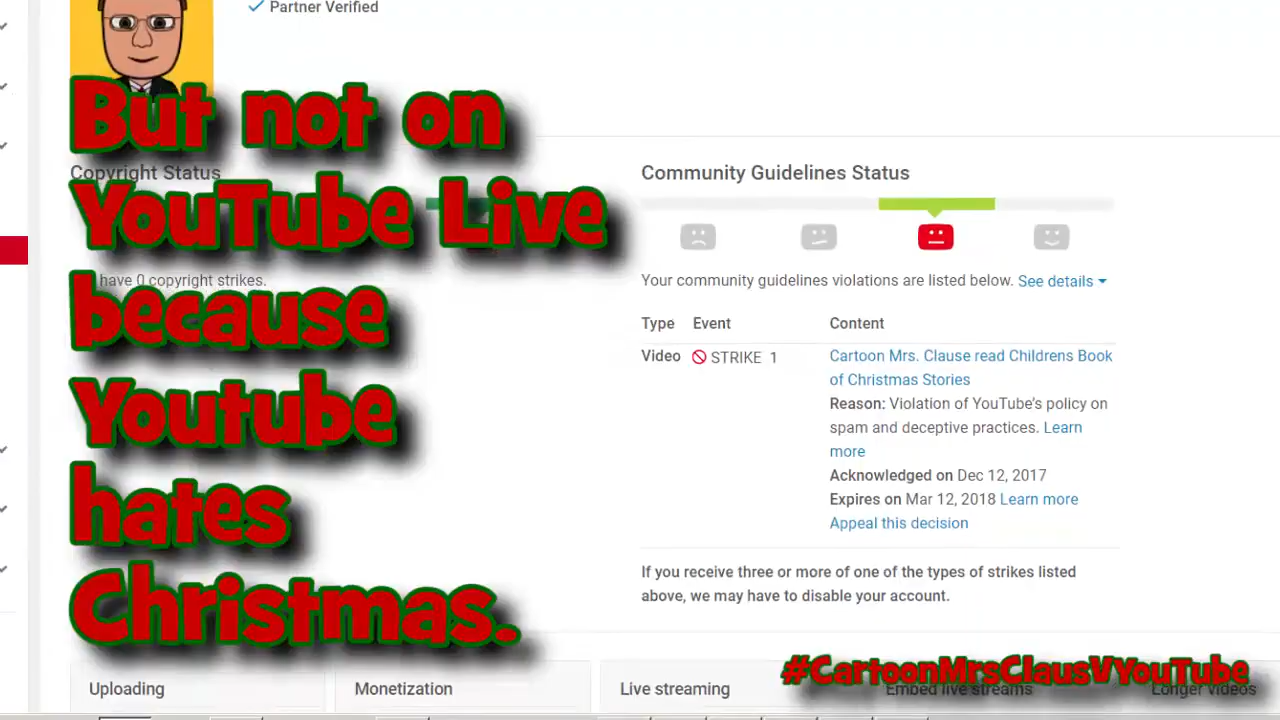 Partner Verified
But not on
YouTube Live
because
Youtube
hates
Christmas.
Copyright Status
have 0 copyright strikes.
Community Guidelines Status
Your community guidelines violations are listed below. See details
Type Event Content
Video STRIKE 1 Cartoon Mrs. Clause read Childrens Book
of Christmas Stories
Reason: Violation of YouTube's policy on
spam and deceptive practices. Learn
more
Acknowledged on Dec 12, 2017
Expires on Mar 12, 2018 Learn more
Appeal this decision
If you receive three or more of one of the types of strikes listed
above, we may have to disable your account.
#CartoonMrsClausVYouTube
Uploading Monetization Live streaming Embed live streams Longer videos